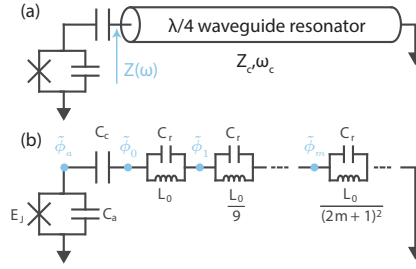 (a)
λ/4 waveguide resonator
Z(ω)
Z_c,ω_c
(b)
ϕ̃_a
C_c
ϕ̃_0
C_r
ϕ̃_1
C_r
ϕ̃_m
C_r
E_J
C_a
L_0
L_0
9
L_0
(2m + 1)²